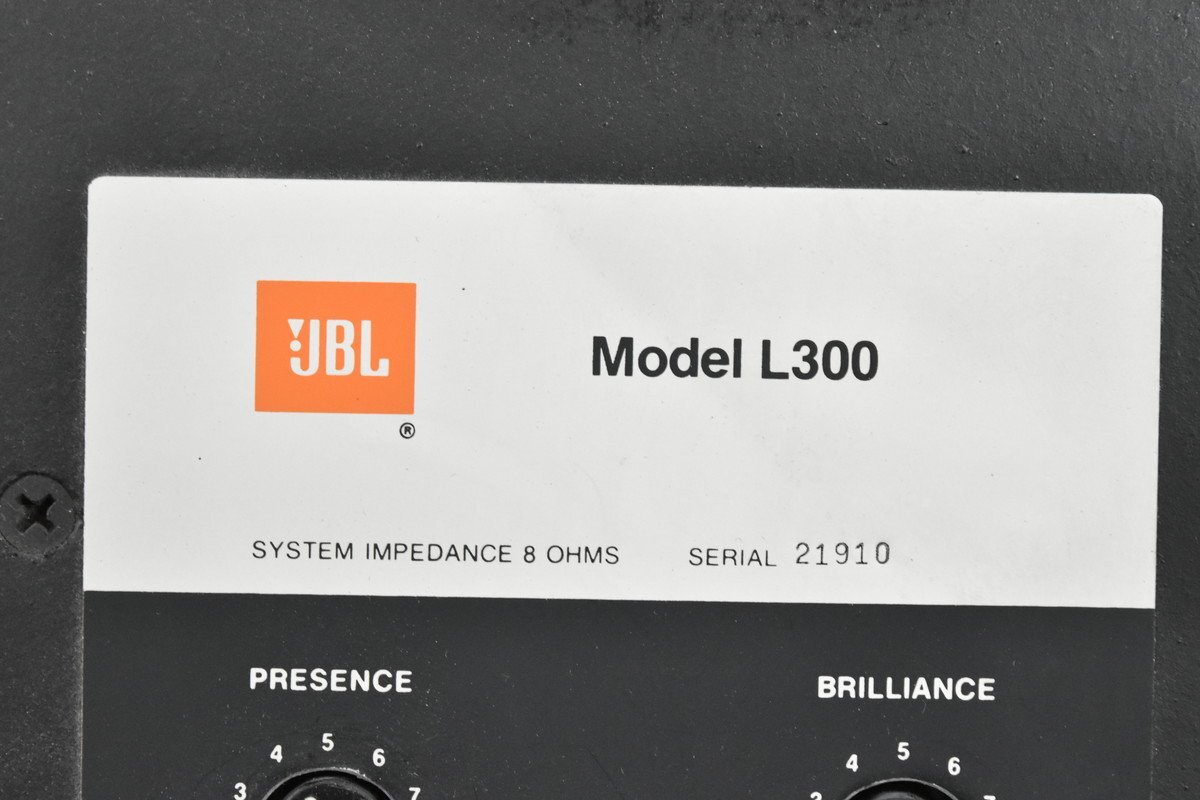 JBL
®
Model L300
SYSTEM IMPEDANCE 8 OHMS SERIAL 21910
PRESENCE BRILLIANCE
3 4 5 6 7
4 5 6